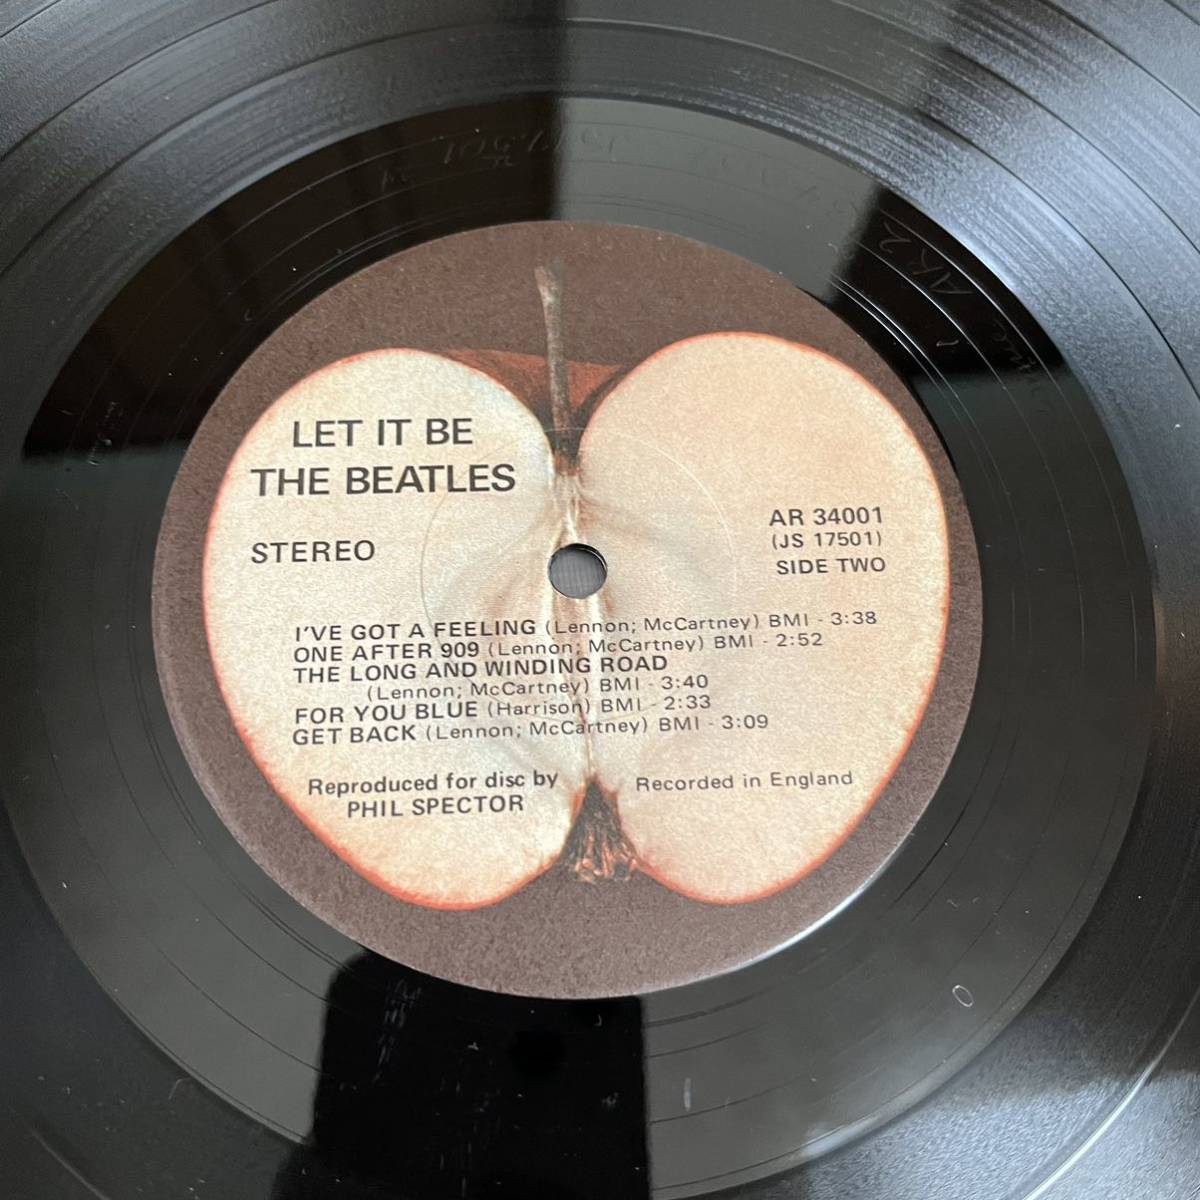 LET IT BE
THE BEATLES
STEREO
AR 34001
(JS 17501)
SIDE TWO
I'VE GOT A FEELING (Lennon; McCartney) BMI - 3:38
ONE AFTER 909 (Lennon; McCartney) BMI - 2:52
THE LONG AND WINDING ROAD
(Lennon; McCartney) BMI - 3:40
FOR YOU BLUE (Harrison) BMI - 2:33
GET BACK (Lennon; McCartney) BMI - 3:09
Reproduced for disc by
PHIL SPECTOR
Recorded in England